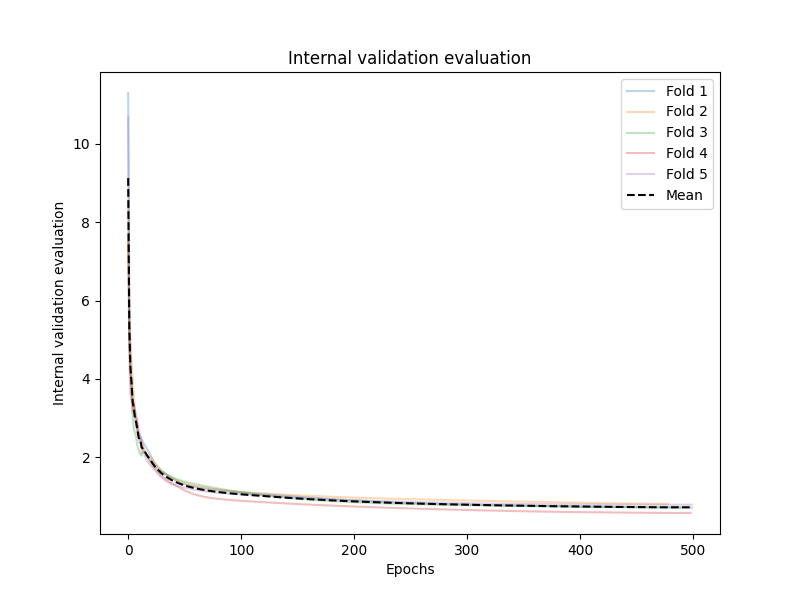 Internal validation evaluation
Fold 1
Fold 2
Fold 3
Fold 4
Fold 5
Mean
Internal validation evaluation
10
8
6
4
2
0 100 200 300 400 500
Epochs